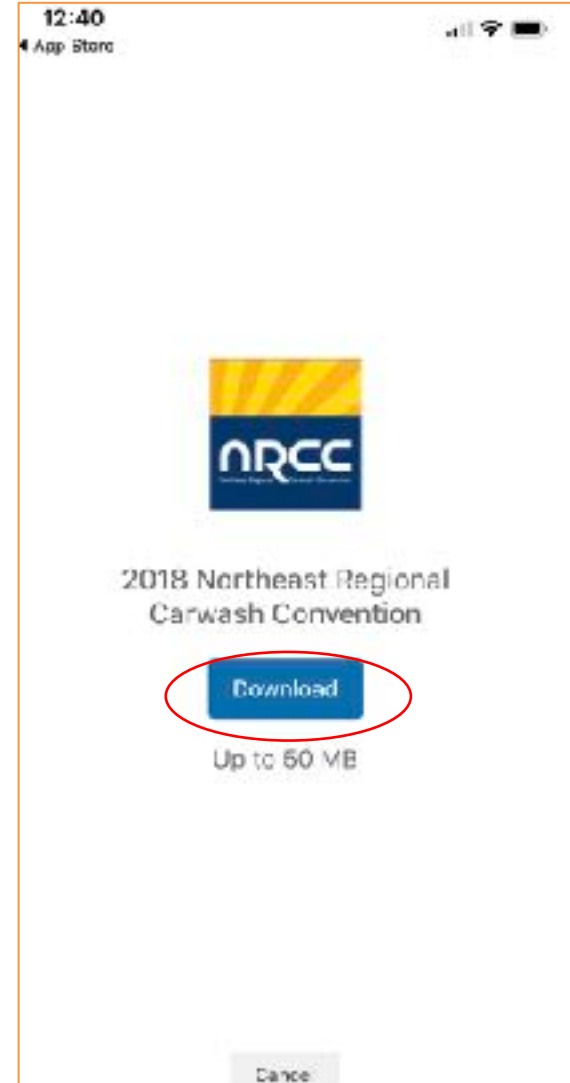 12:40
App Store
NRCC
2018 Northeast Regional
Carwash Convention
Download
Up to 50 MB
Cancel